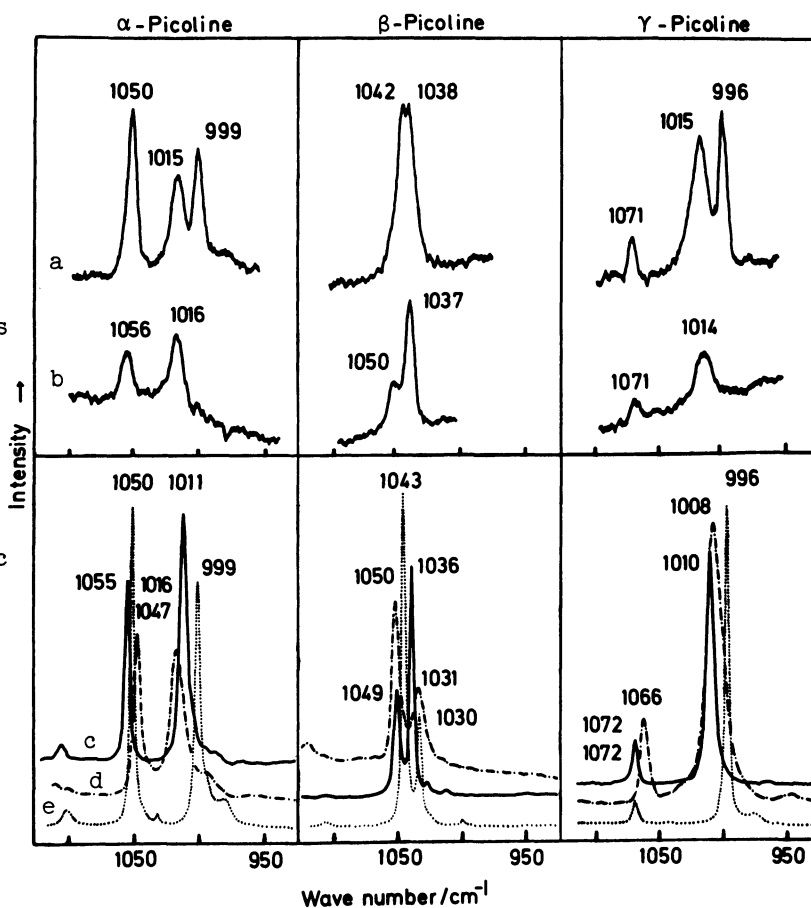 α-Picoline β-Picoline γ-Picoline
1050 1042 1038 996
1015 999 1015
1071
a
1037
s 1056 1016 1014
1050 1071
b
Intensity →
1050 1011 1043 996
1008
c 1055 1016 999 1050 1036 1010
1047
1031
1049 1030 1066
1072
1072
c
d
e
1050 950 1050 950 1050 950
Wave number/cm⁻¹